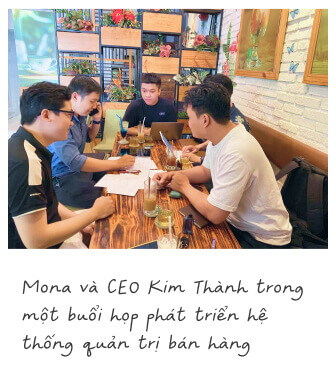 Mona và CEO Kim Thành trong
một buổi họp phát triển hệ
thống quản trị bán hàng